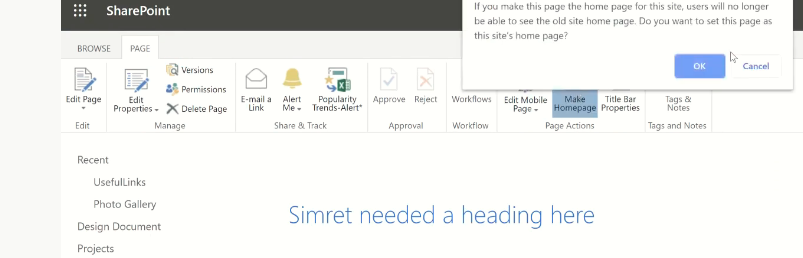 SharePoint
If you make this page the home page for this site, users will no longer
be able to see the old site home page. Do you want to set this page as
this site's home page?
OK
Cancel
BROWSE
PAGE
Edit Page
Edit
Properties
Versions
Permissions
Delete Page
E-mail a
Link
Alert
Me
Popularity
Trends-Alert*
Approve
Reject
Workflows
Edit Mobile
Page
Make
Homepage
Title Bar
Properties
Tags &
Notes
Edit
Manage
Share & Track
Approval
Workflow
Page Actions
Tags and Notes
Recent
UsefulLinks
Photo Gallery
Design Document
Projects
Simret needed a heading here